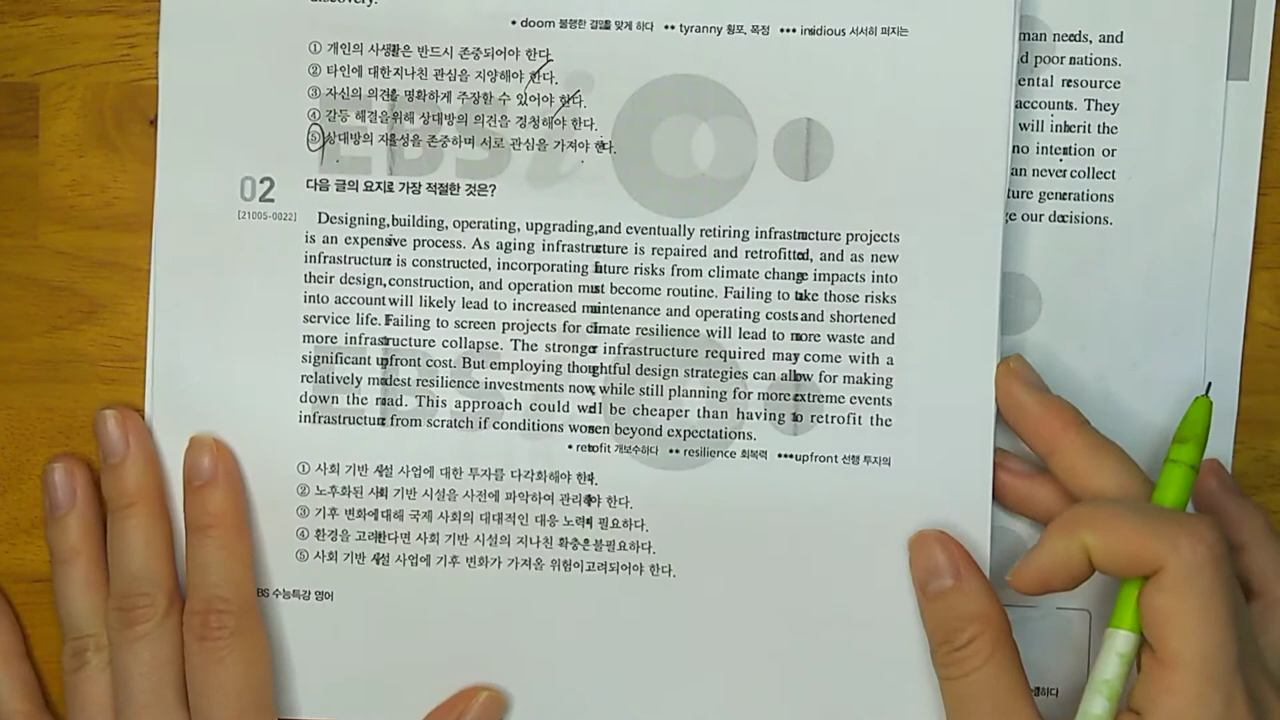 discovery.
* doom 불행한 결말을 맞게 하다 ** tyranny 횡포, 폭정 *** insidious 서서히 퍼지는
① 개인의 사생활은 반드시 존중되어야 한다.
② 타인에 대한 지나친 관심을 지양해야 한다.
③ 자신의 의견을 명확하게 주장할 수 있어야 한다.
④ 갈등 해결을 위해 상대방의 의견을 경청해야 한다.
⑤ 상대방의 자율성을 존중하며 서로 관심을 가져야 한다.
02 다음 글의 요지로 가장 적절한 것은?
[21005-0022]
Designing, building, operating, upgrading, and eventually retiring infrastructure projects
is an expensive process. As aging infrastructure is repaired and retrofitted, and as new
infrastructure is constructed, incorporating future risks from climate change impacts into
their design, construction, and operation must become routine. Failing to take those risks
into account will likely lead to increased maintenance and operating costs and shortened
service life. Failing to screen projects for climate resilience will lead to more waste and
more infrastructure collapse. The stronger infrastructure required may come with a
significant upfront cost. But employing thoughtful design strategies can allow for making
relatively modest resilience investments now, while still planning for more extreme events
down the road. This approach could well be cheaper than having to retrofit the
infrastructure from scratch if conditions worsen beyond expectations.
* retrofit 개보수하다 ** resilience 회복력 *** upfront 선행 투자의
① 사회 기반 시설 사업에 대한 투자를 다각화해야 한다.
② 노후화된 사회 기반 시설을 사전에 파악하여 관리해야 한다.
③ 기후 변화에 대해 국제 사회의 대대적인 대응 노력이 필요하다.
④ 환경을 고려한다면 사회 기반 시설의 지나친 확충은 불필요하다.
⑤ 사회 기반 시설 사업에 기후 변화가 가져올 위험이 고려되어야 한다.
EBS 수능특강 영어
man needs, and
d poor nations.
ental resource
accounts. They
will inherit the
no intention or
an never collect
ture generations
ge our decisions.